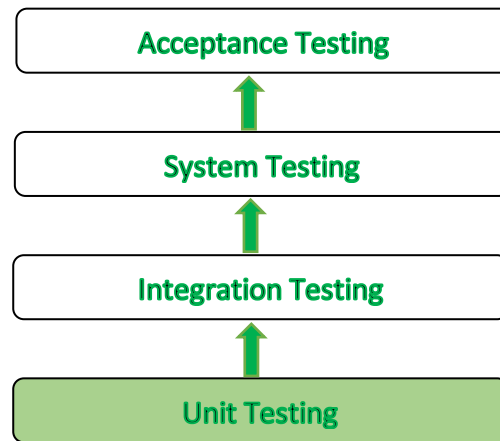 Acceptance Testing
System Testing
Integration Testing
Unit Testing